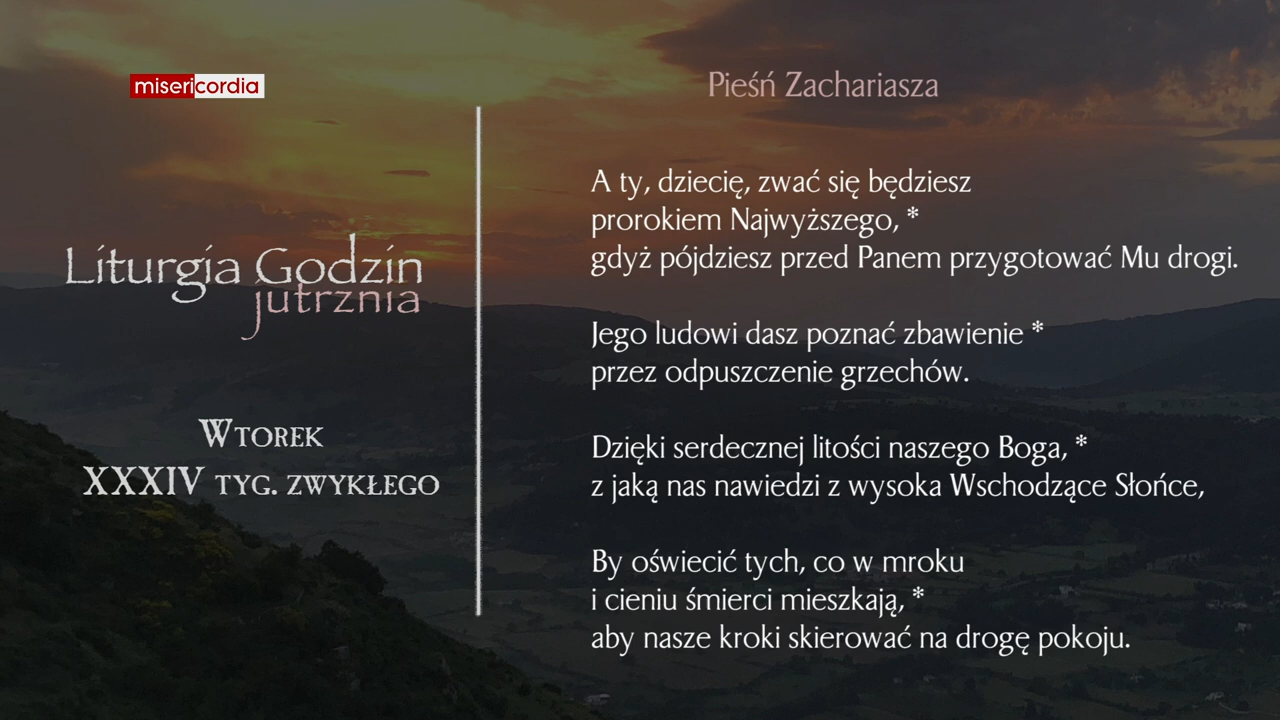 misericordia
Liturgia Godzin
jutrznia
Wtorek
XXXIV tyg. zwykłego
Pieśń Zachariasza
A ty, dziecię, zwać się będziesz
prorokiem Najwyższego, *
gdyż pójdziesz przed Panem przygotować Mu drogi.
Jego ludowi dasz poznać zbawienie *
przez odpuszczenie grzechów.
Dzięki serdecznej litości naszego Boga, *
z jaką nas nawiedzi z wysoka Wschodzące Słońce,
By oświecić tych, co w mroku
i cieniu śmierci mieszkają, *
aby nasze kroki skierować na drogę pokoju.